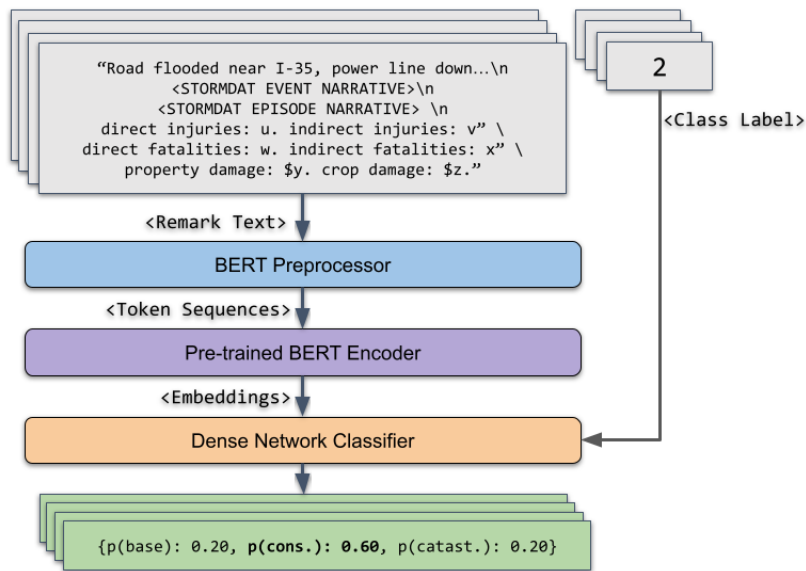 “Road flooded near I-35, power line down…\n
<STORMDAT EVENT NARRATIVE>\n
<STORMDAT EPISODE NARRATIVE> \n
direct injuries: u. indirect injuries: v” \
direct fatalities: w. indirect fatalities: x” \
property damage: $y. crop damage: $z.”
2
<Class Label>
<Remark Text>
BERT Preprocessor
<Token Sequences>
Pre-trained BERT Encoder
<Embeddings>
Dense Network Classifier
{p(base): 0.20, p(cons.): 0.60, p(catast.): 0.20}